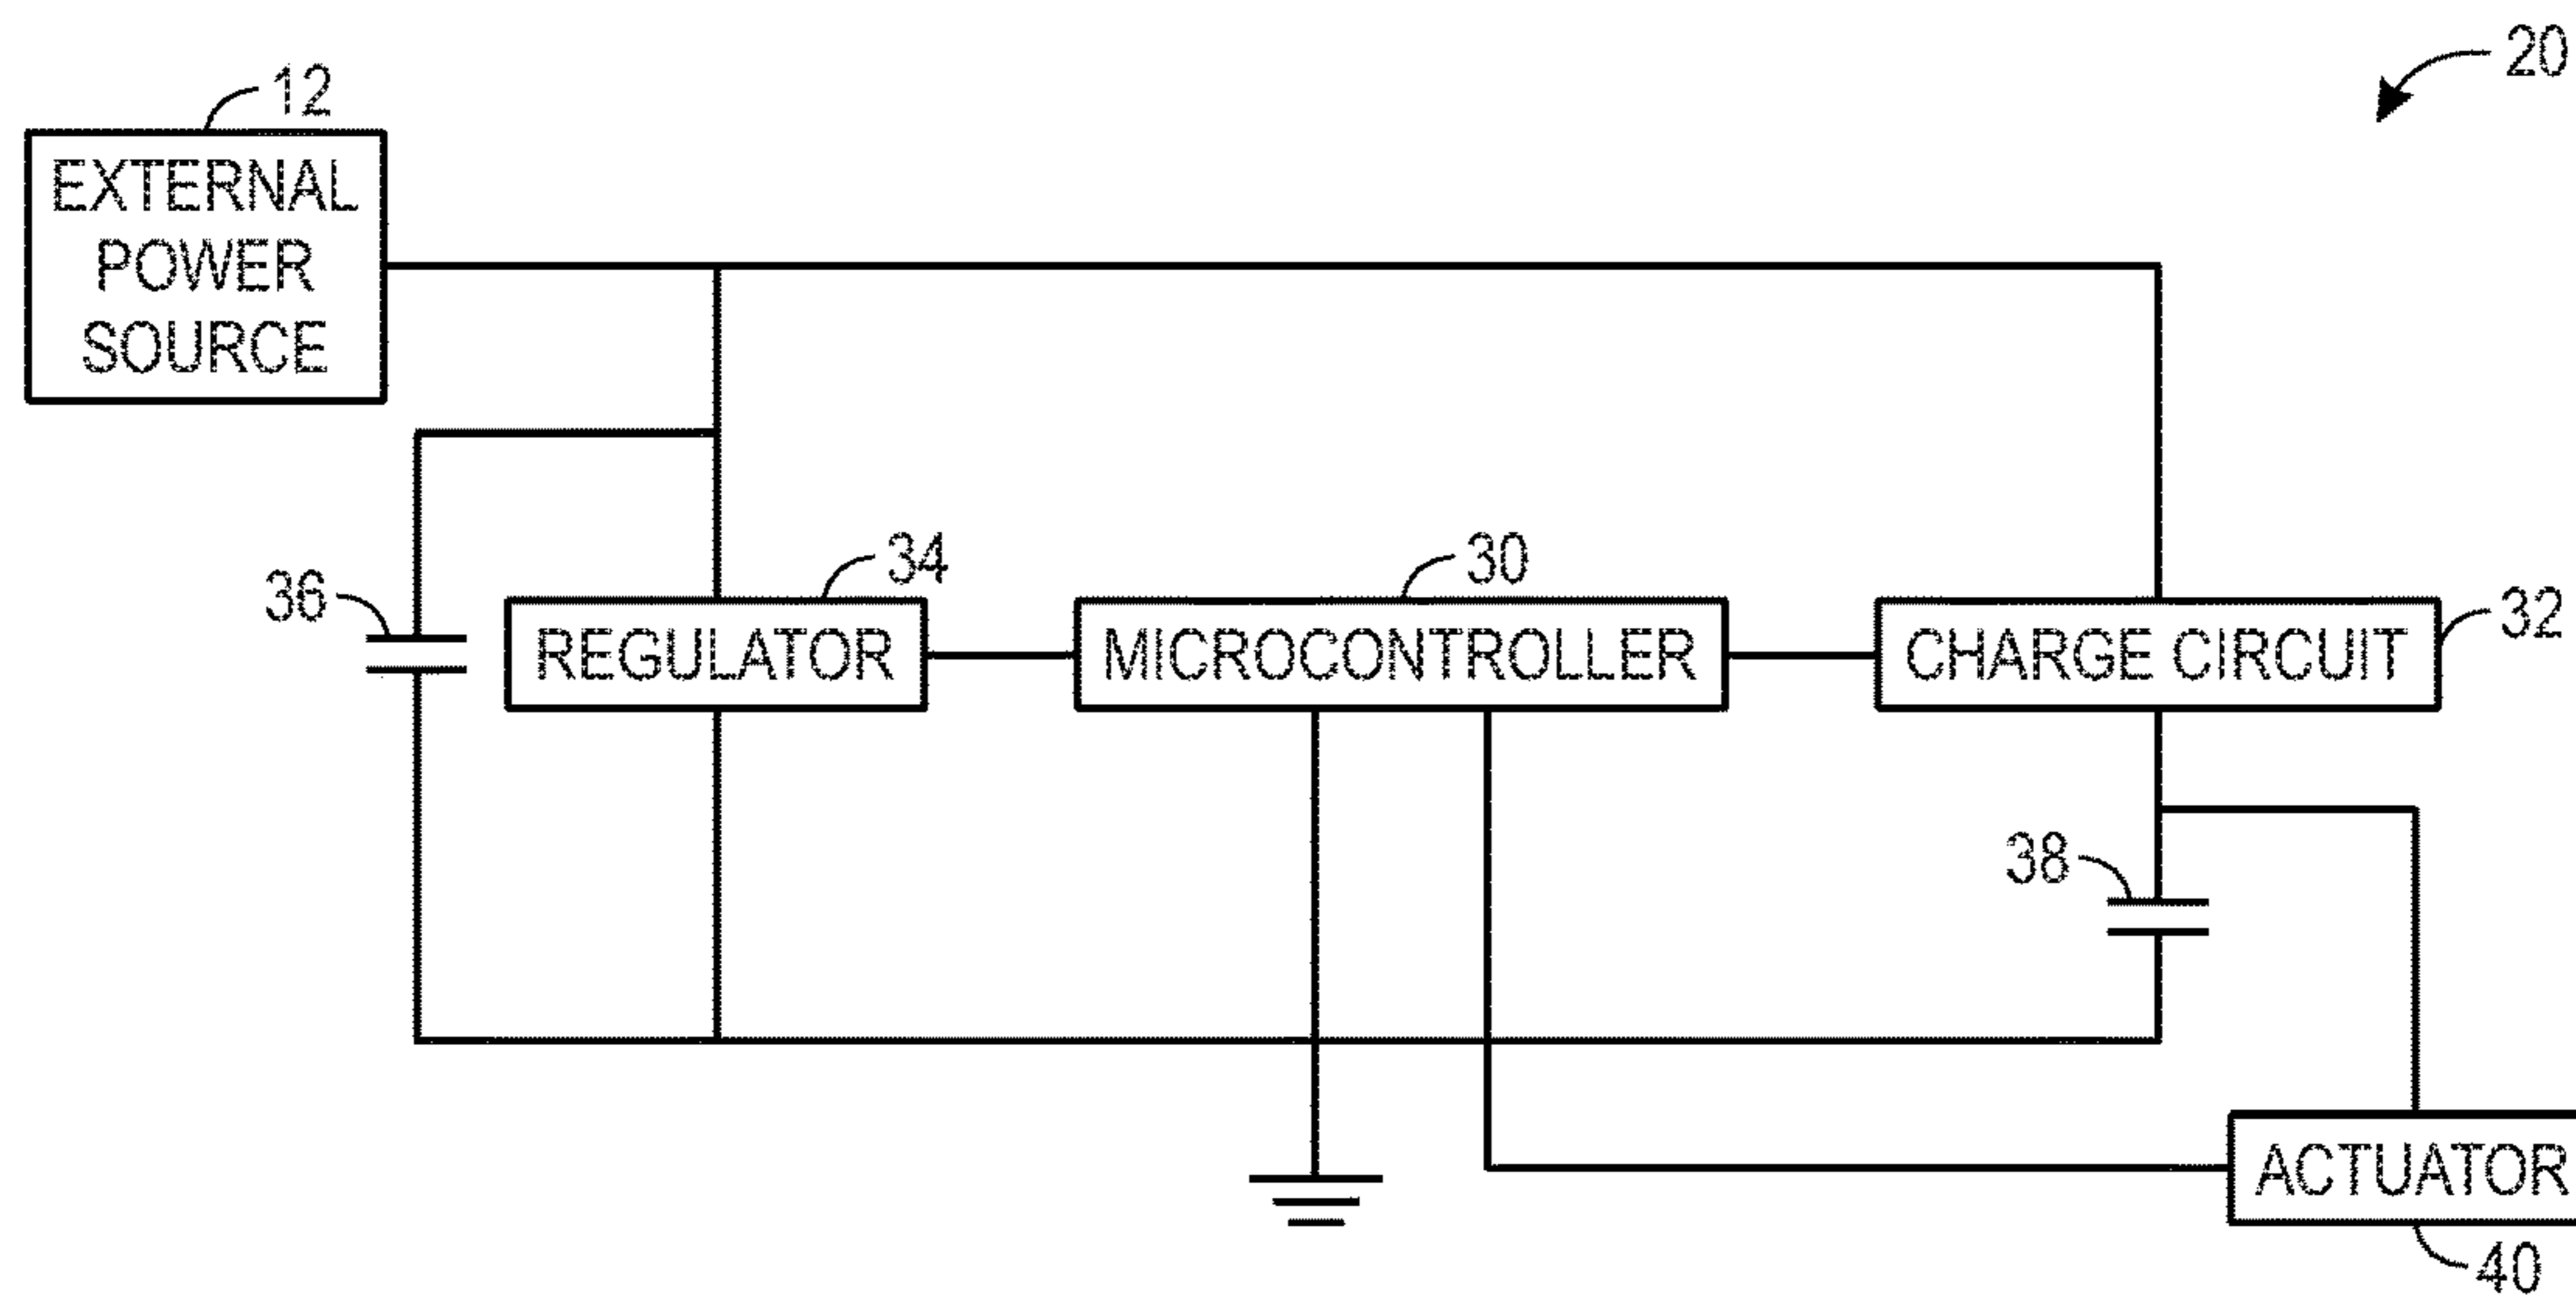 20
12
EXTERNAL
POWER
SOURCE
34
30
36
32
REGULATOR
MICROCONTROLLER
CHARGE CIRCUIT
38
ACTUATOR
40